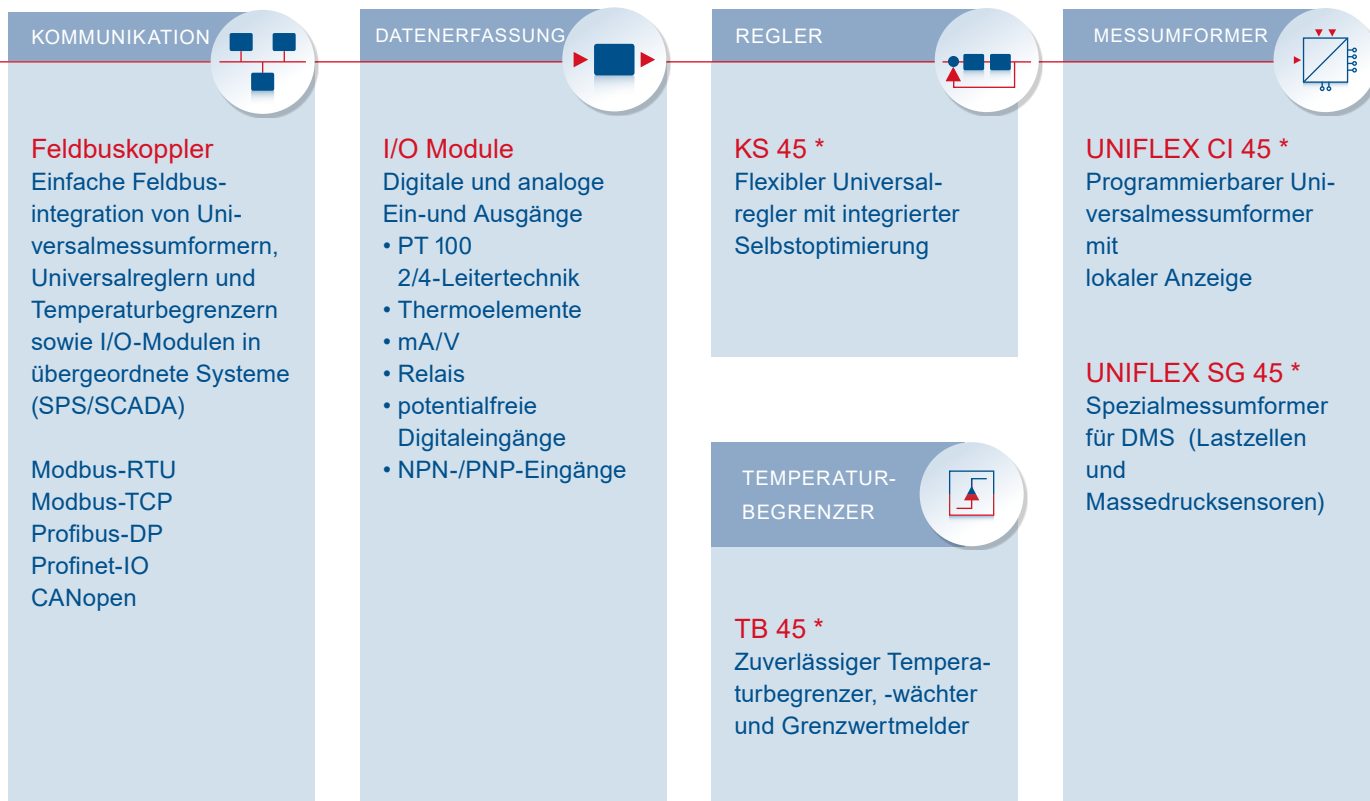 KOMMUNIKATION
Feldbuskoppler
Einfache Feldbus-
integration von Uni-
versalmessumformern,
Universalreglern und
Temperaturbegrenzern
sowie I/O-Modulen in
übergeordnete Systeme
(SPS/SCADA)
Modbus-RTU
Modbus-TCP
Profibus-DP
Profinet-IO
CANopen
DATENERFASSUNG
I/O Module
Digitale und analoge
Ein-und Ausgänge
• PT 100
2/4-Leitertechnik
• Thermoelemente
• mA/V
• Relais
• potentialfreie
Digitaleingänge
• NPN-/PNP-Eingänge
REGLER
KS 45 *
Flexibler Universal-
regler mit integrierter
Selbstoptimierung
TEMPERATUR-
BEGRENZER
TB 45 *
Zuverlässiger Tempera-
turbegrenzer, -wächter
und Grenzwertmelder
MESSUMFORMER
UNIFLEX CI 45 *
Programmierbarer Uni-
versalmessumformer
mit
lokaler Anzeige
UNIFLEX SG 45 *
Spezialmessumformer
für DMS (Lastzellen
und
Massedrucksensoren)